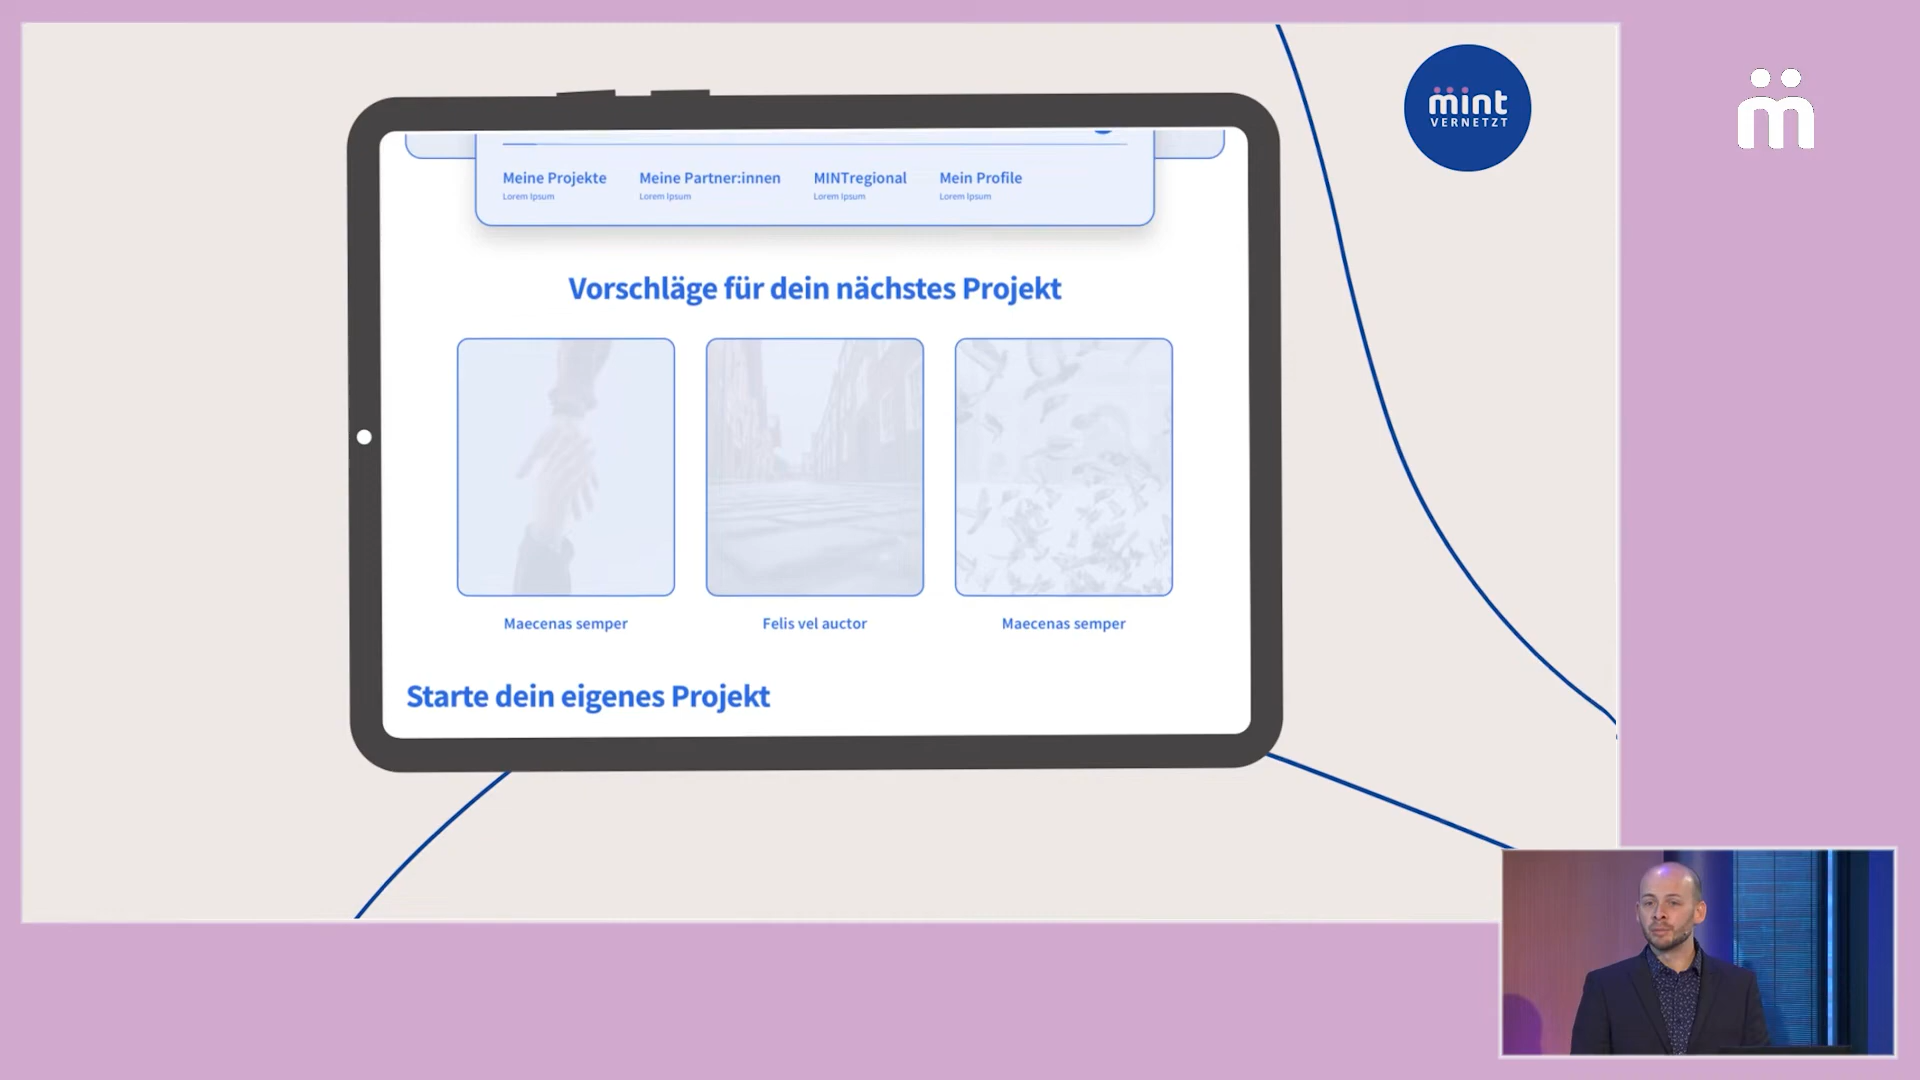 mint
VERNETZT
Meine Projekte
Lorem Ipsum
Meine Partner:innen
Lorem Ipsum
MINTregional
Lorem Ipsum
Mein Profile
Lorem Ipsum
Vorschläge für dein nächstes Projekt
Maecenas semper
Felis vel auctor
Maecenas semper
Starte dein eigenes Projekt